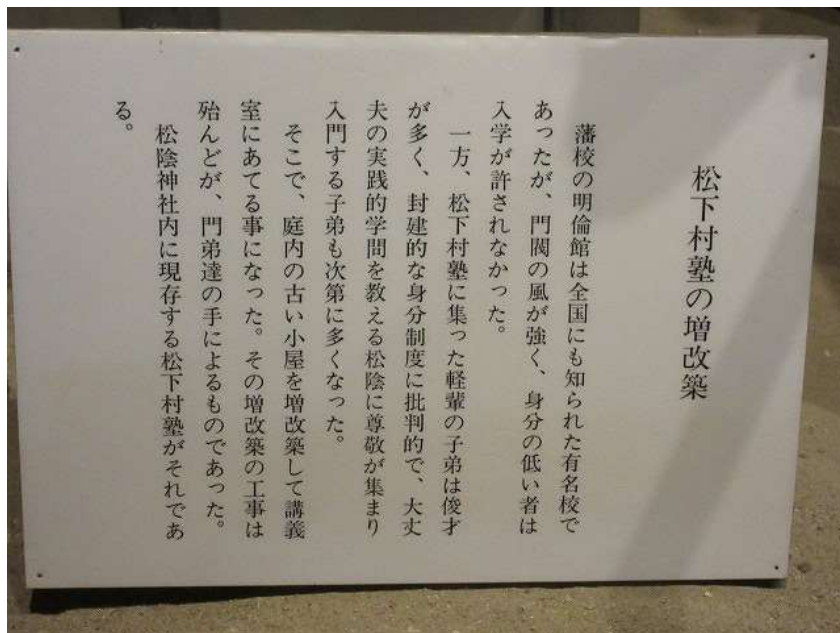 松下村塾の増改築
藩校の明倫館は全国にも知られた有名校で
あったが、門閥の風が強く、身分の低い者は
入学が許されなかった。
一方、松下村塾に集った軽輩の子弟は俊才
が多く、封建的な身分制度に批判的で、大丈
夫の実践的学問を教える松陰に尊敬が集まり
入門する子弟も次第に多くなった。
そこで、庭内の古い小屋を増改築して講義
室にあてる事になった。その増改築の工事は
殆んどが、門弟達の手によるものであった。
松陰神社内に現存する松下村塾がそれであ
る。